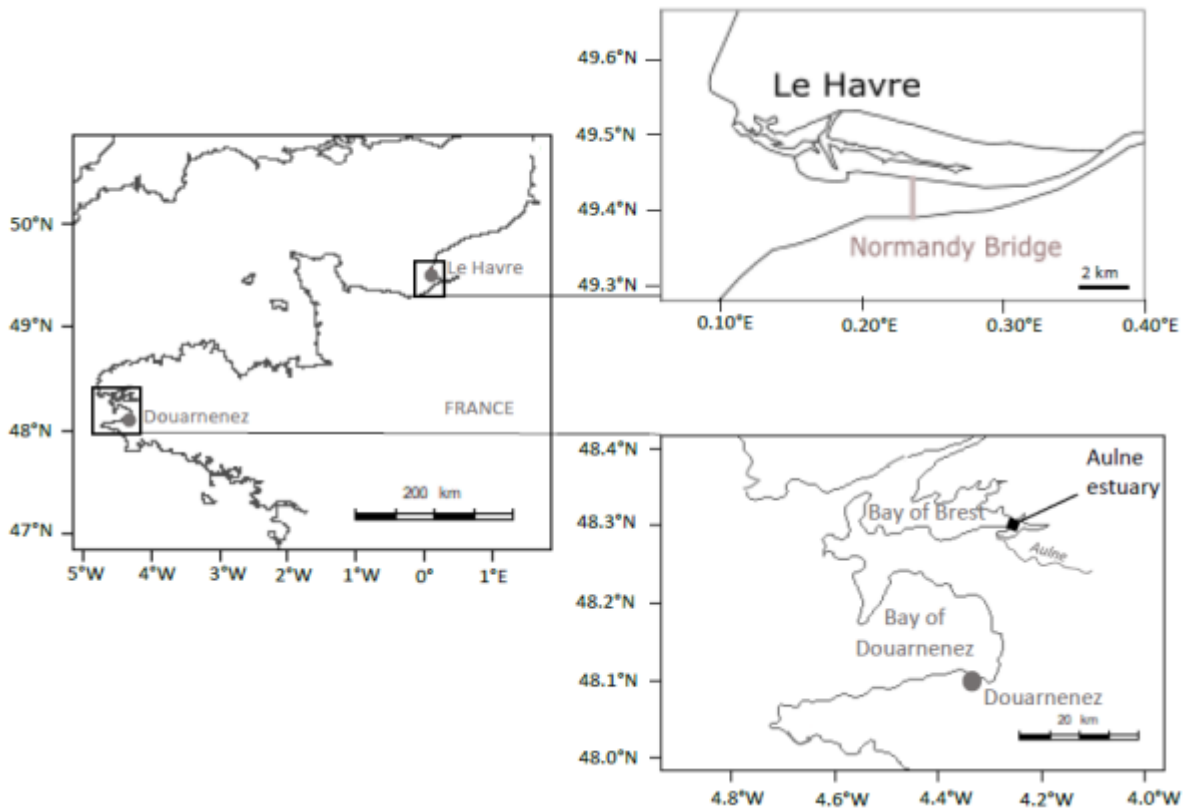 50°N
49°N
48°N
47°N
5°W
4°W
3°W
2°W
1°W
0°
1°E
Le Havre
Douarnenez
FRANCE
200 km
49.6°N
49.5°N
49.4°N
49.3°N
Le Havre
Normandy Bridge
2 km
0.10°E
0.20°E
0.30°E
0.40°E
48.4°N
48.3°N
48.2°N
48.1°N
48.0°N
Aulne
estuary
Bay of Brest
Aulne
Bay of
Douarnenez
Douarnenez
20 km
4.8°W
4.6°W
4.4°W
4.2°W
4.0°W